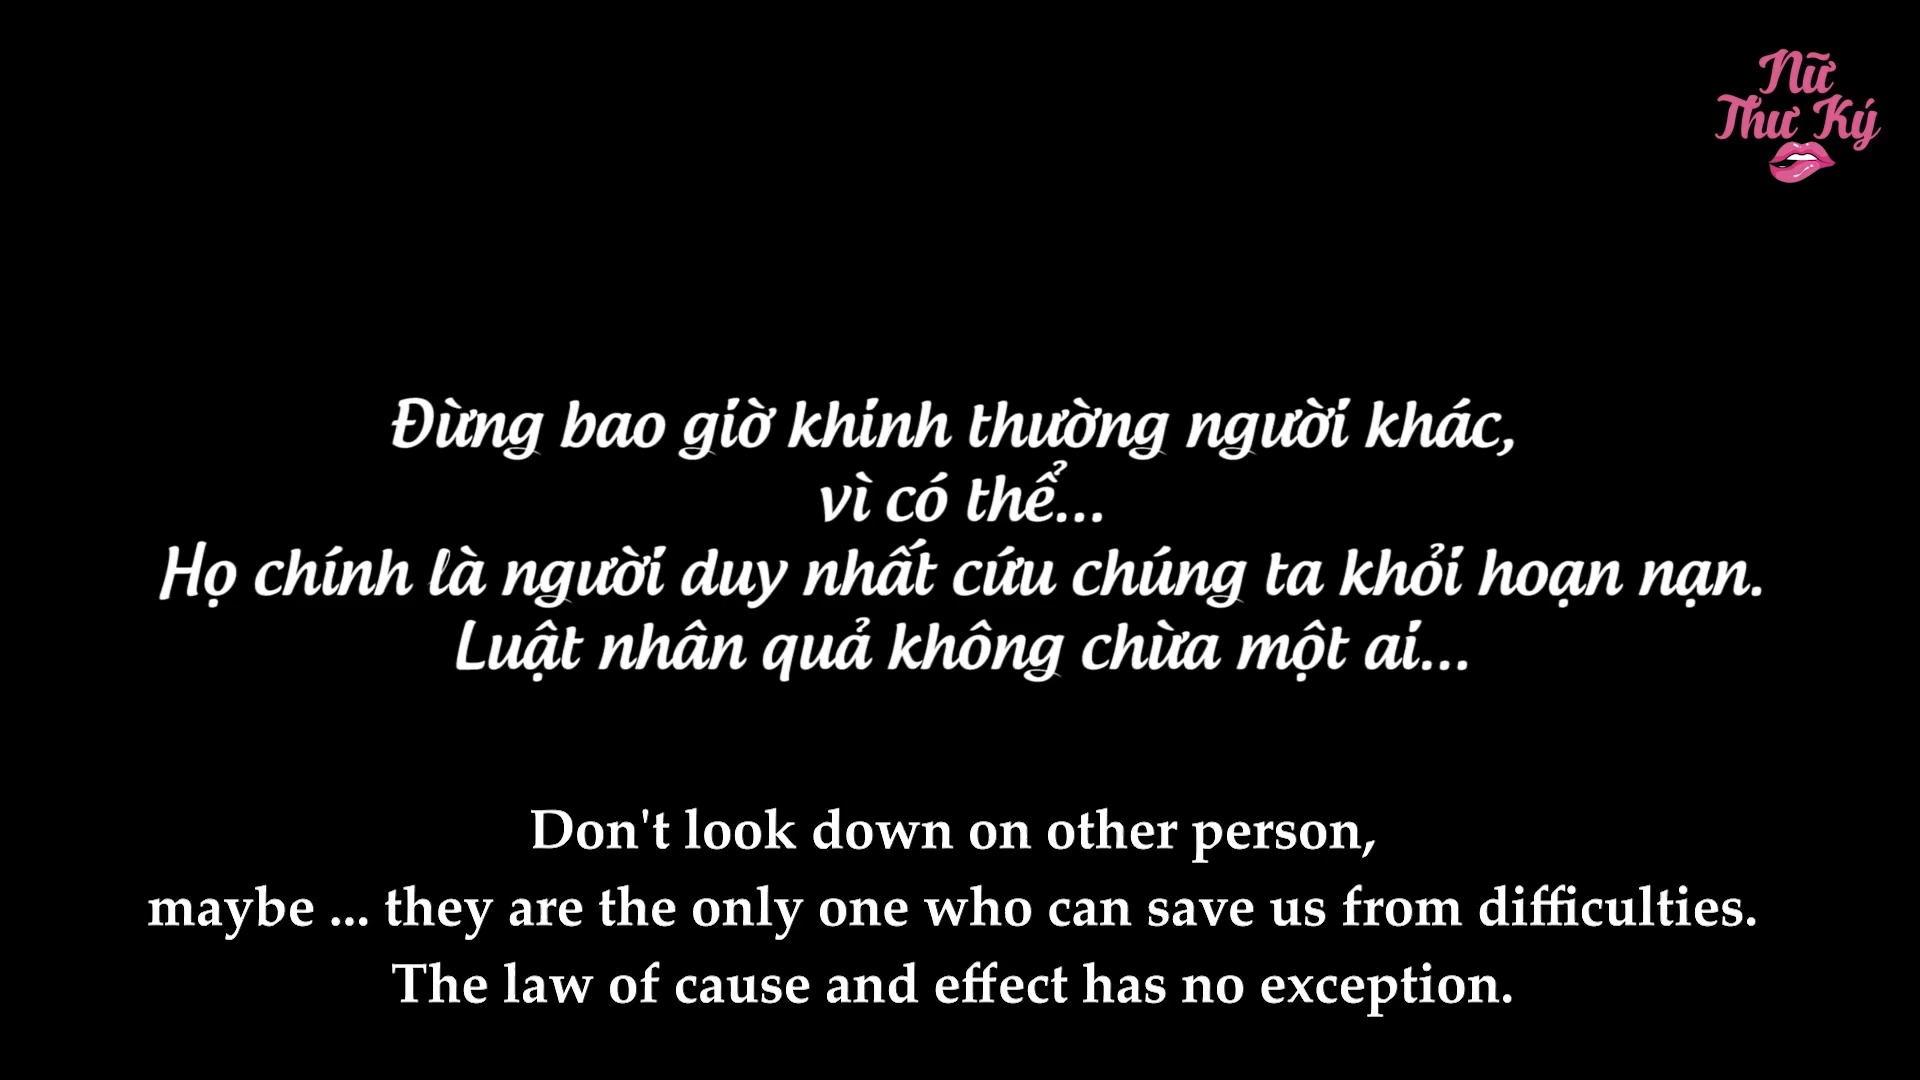 Nữ
Thư Ký
Đừng bao giờ khinh thường người khác,
vì có thể...
Họ chính là người duy nhất cứu chúng ta khỏi hoạn nạn.
Luật nhân quả không chừa một ai...
Don't look down on other person,
maybe ... they are the only one who can save us from difficulties.
The law of cause and effect has no exception.